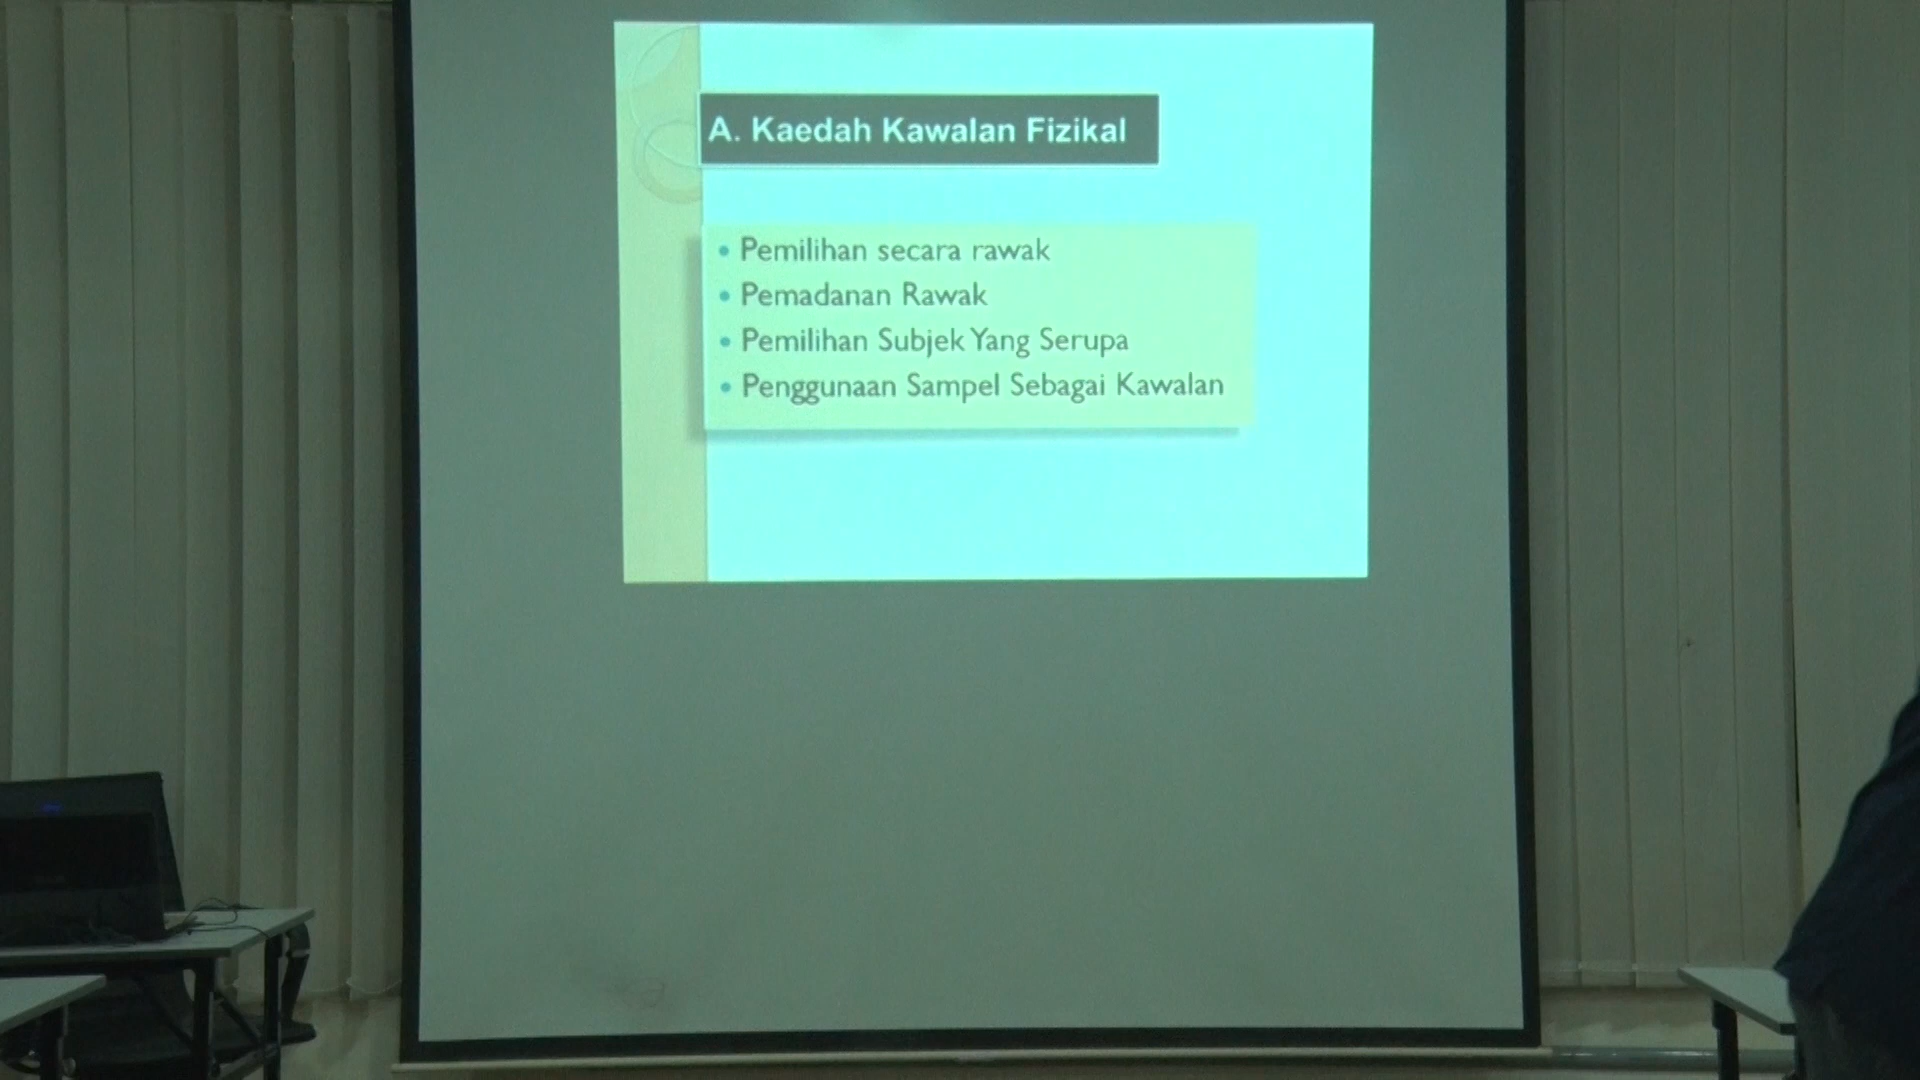 A. Kaedah Kawalan Fizikal
• Pemilihan secara rawak
• Pemadanan Rawak
• Pemilihan Subjek Yang Serupa
• Penggunaan Sampel Sebagai Kawalan